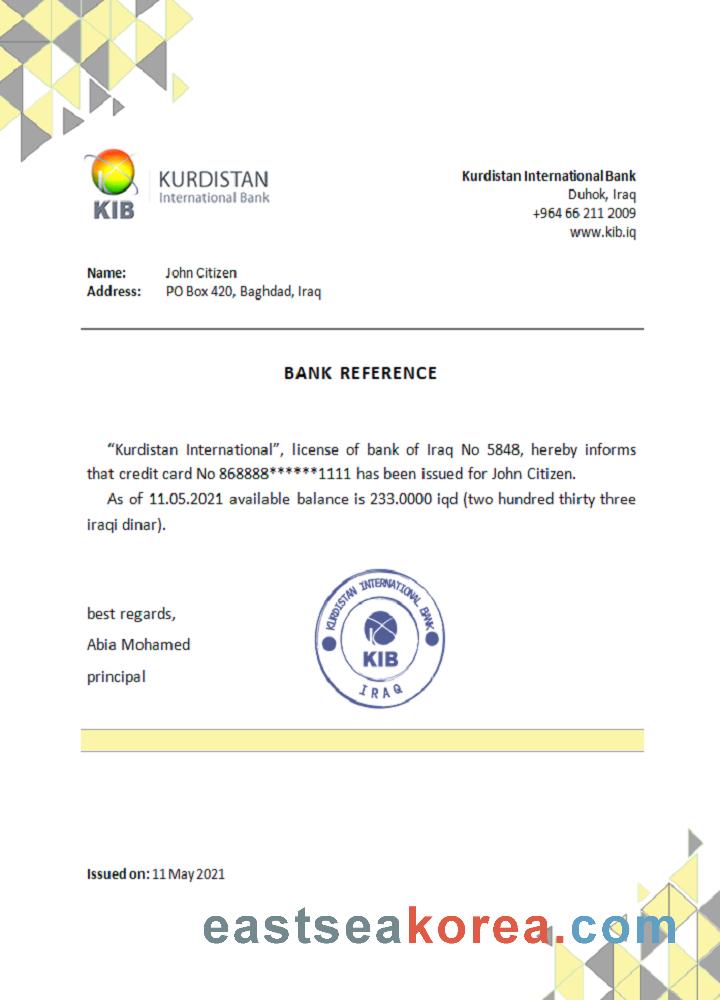 KIB
KURDISTAN
International Bank
Kurdistan International Bank
Duhok, Iraq
+964 66 211 2009
www.kib.iq
Name: John Citizen
Address: PO Box 420, Baghdad, Iraq
BANK REFERENCE
“Kurdistan International”, license of bank of Iraq No 5848, hereby informs
that credit card No 868888******1111 has been issued for John Citizen.
As of 11.05.2021 available balance is 233.0000 iqd (two hundred thirty three
iraqi dinar).
best regards,
Abia Mohamed
principal
KURDISTAN INTERNATIONAL BANK
KIB
IRAQ
Issued on: 11 May 2021
eastseakorea.com